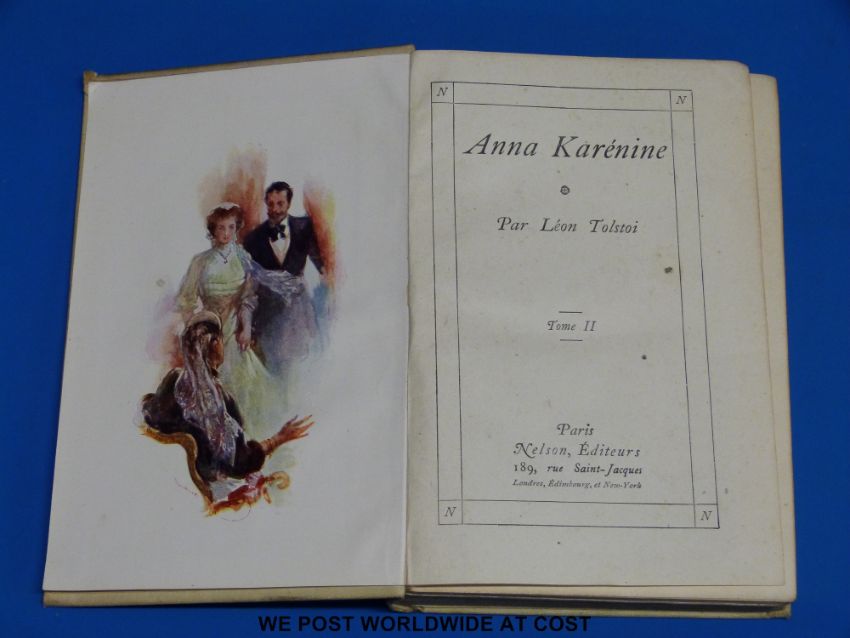 N N
Anna Karénine
Par Léon Tolstoi
Tome II
Paris
Nelson, Éditeurs
189, rue Saint-Jacques
Londres, Édimbourg, et New-York
N N
WE POST WORLDWIDE AT COST